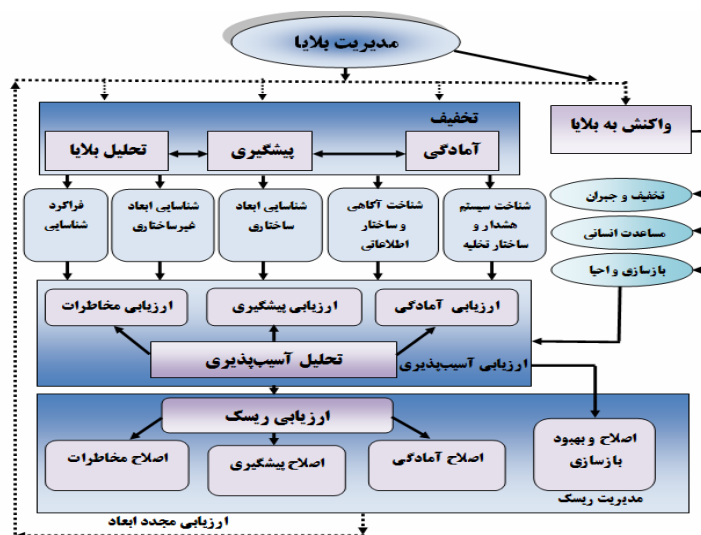 مدیریت بلایا
تخفیف
آمادگی
پیشگیری
تحلیل بلایا
واکنش به بلایا
شناخت سیستم
هشدار و
ساختار تخلیه
شناخت آگاهی
و ساختار
اطلاعاتی
شناسایی ابعاد
ساختاری
شناسایی ابعاد
غیرساختاری
فراکرد
شناسایی
تخفیف و جبران
مساعدت انسانی
بازسازی و احیا
ارزیابی آمادگی
ارزیابی پیشگیری
ارزیابی مخاطرات
تحلیل آسیب‌پذیری
ارزیابی آسیب‌پذیری
ارزیابی ریسک
اصلاح و بهبود
بازسازی
اصلاح آمادگی
اصلاح پیشگیری
اصلاح مخاطرات
مدیریت ریسک
ارزیابی مجدد ابعاد